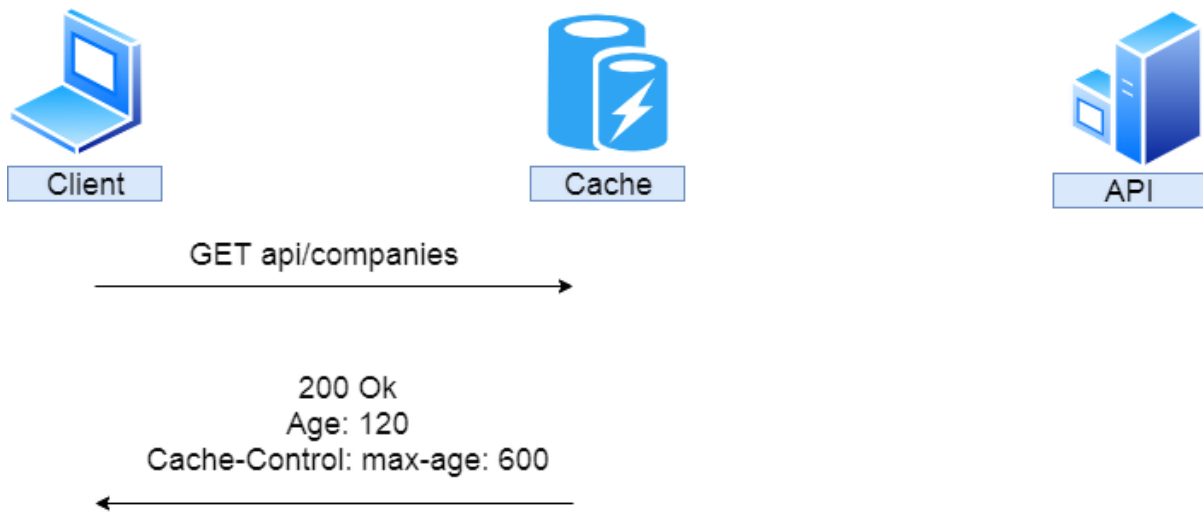 Client
Cache
API
GET api/companies
200 Ok
Age: 120
Cache-Control: max-age: 600